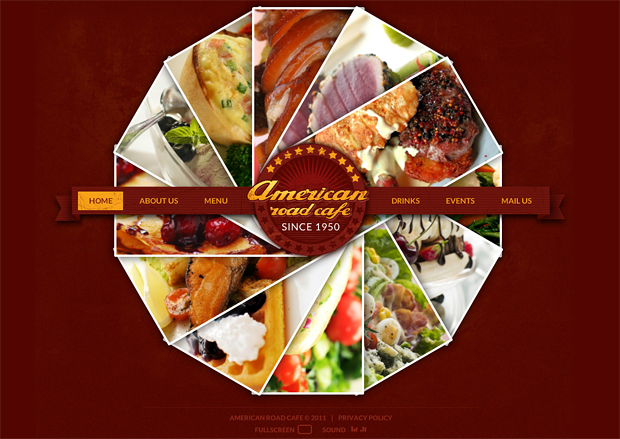 HOME ABOUT US MENU
American
road cafe
SINCE 1950
DRINKS EVENTS MAIL US
AMERICAN ROAD CAFE © 2011 | PRIVACY POLICY
FULLSCREEN SOUND